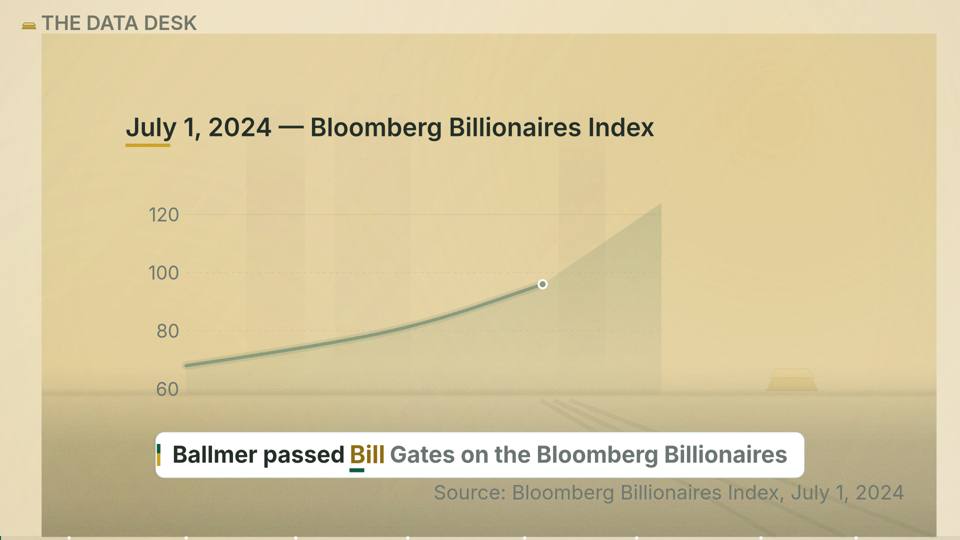 THE DATA DESK
July 1, 2024 — Bloomberg Billionaires Index
120
100
80
60
Ballmer passed Bill Gates on the Bloomberg Billionaires
Source: Bloomberg Billionaires Index, July 1, 2024